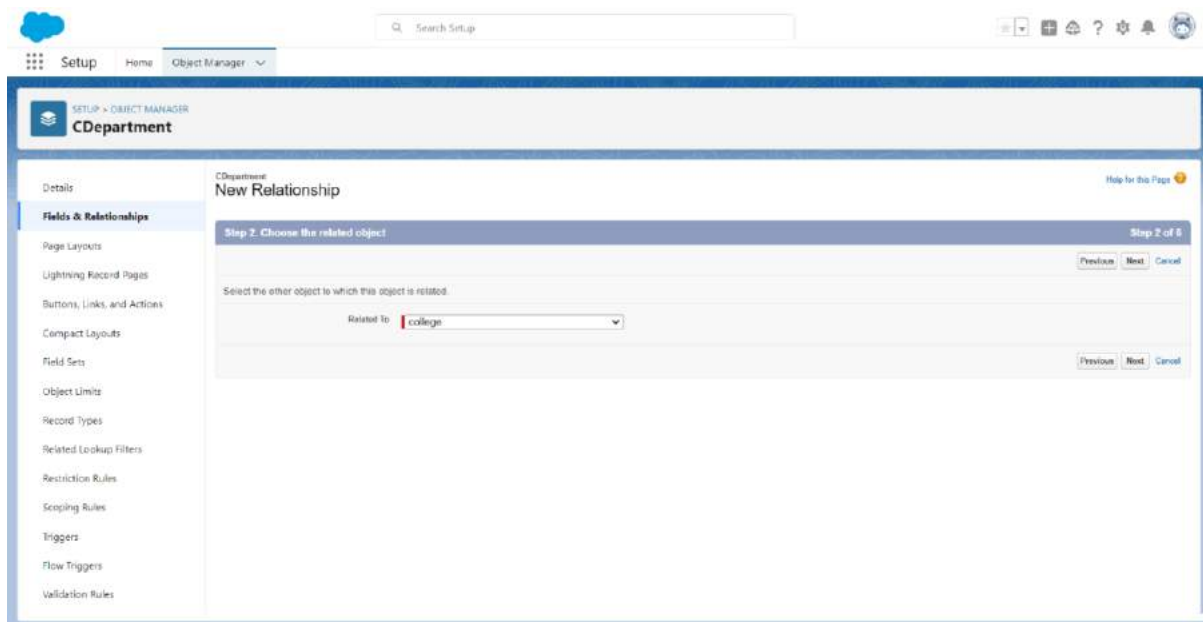 Search Setup
Setup
Home
Object Manager
SETUP > OBJECT MANAGER
CDepartment
Details
Fields & Relationships
Page Layouts
Lightning Record Pages
Buttons, Links, and Actions
Compact Layouts
Field Sets
Object Limits
Record Types
Related Lookup Filters
Restriction Rules
Scoping Rules
Triggers
Flow Triggers
Validation Rules
CDepartment
New Relationship
Help for this Page
Step 2. Choose the related object
Step 2 of 6
Previous Next Cancel
Select the other object to which this object is related.
Related To college
Previous Next Cancel